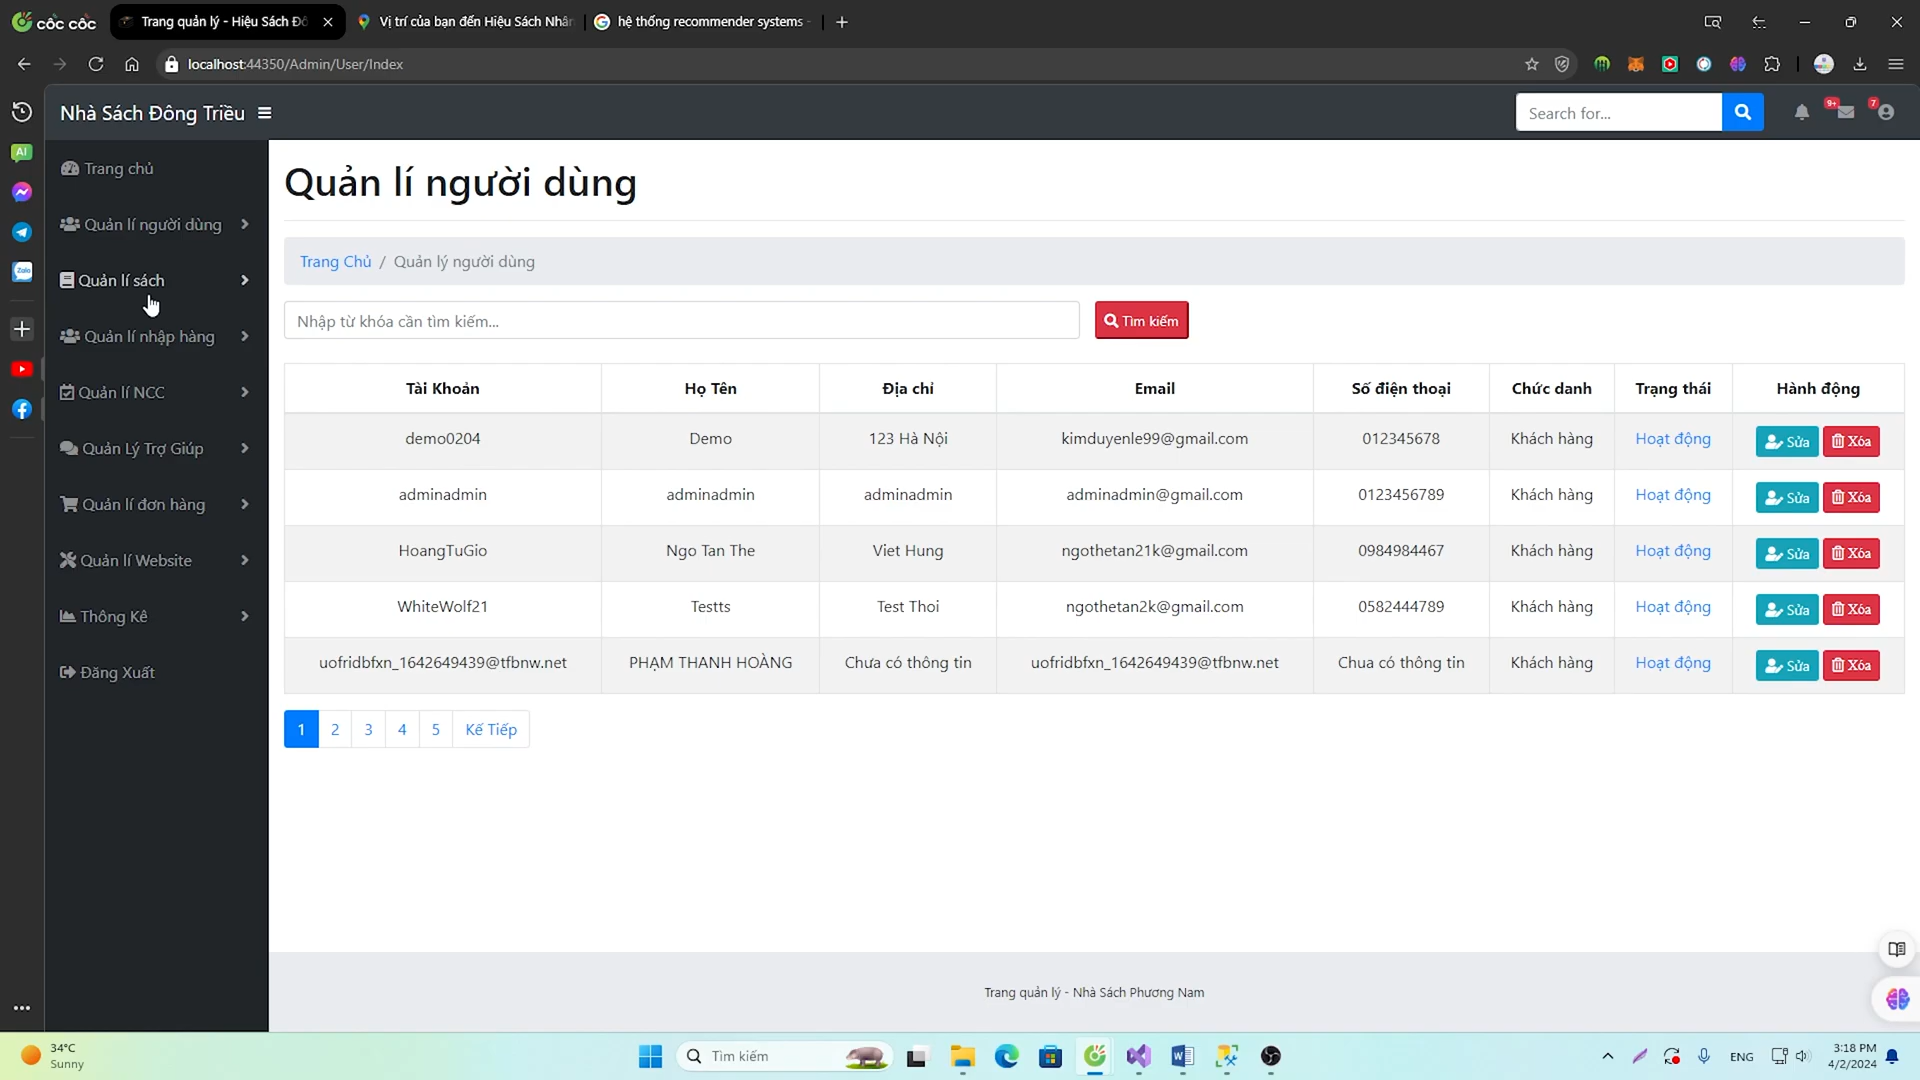 cốc cốc
Trang quản lý - Hiệu Sách Đô
Vị trí của bạn đến Hiệu Sách Nhân
hệ thống recommender systems -
localhost:44350/Admin/User/Index
Nhà Sách Đông Triều
Search for...
9+
7
AI
Zalo
Trang chủ
Quản lí người dùng
Quản lí sách
Quản lí nhập hàng
Quản lí NCC
Quản Lý Trợ Giúp
Quản lí đơn hàng
Quản lí Website
Thông Kê
Đăng Xuất
Quản lí người dùng
Trang Chủ / Quản lý người dùng
Nhập từ khóa cần tìm kiếm...
Tìm kiếm
Tài Khoản Họ Tên Địa chỉ Email Số điện thoại Chức danh Trạng thái Hành động
demo0204 Demo 123 Hà Nội kimduyenle99@gmail.com 012345678 Khách hàng Hoạt động Sửa Xóa
adminadmin adminadmin adminadmin adminadmin@gmail.com 0123456789 Khách hàng Hoạt động Sửa Xóa
HoangTuGio Ngo Tan The Viet Hung ngothetan21k@gmail.com 0984984467 Khách hàng Hoạt động Sửa Xóa
WhiteWolf21 Testts Test Thoi ngothetan2k@gmail.com 0582444789 Khách hàng Hoạt động Sửa Xóa
uofridbfxn_1642649439@tfbnw.net PHẠM THANH HOÀNG Chưa có thông tin uofridbfxn_1642649439@tfbnw.net Chua có thông tin Khách hàng Hoạt động Sửa Xóa
1 2 3 4 5 Kế Tiếp
Trang quản lý - Nhà Sách Phương Nam
34°C
Sunny
Tìm kiếm
ENG
3:18 PM
4/2/2024